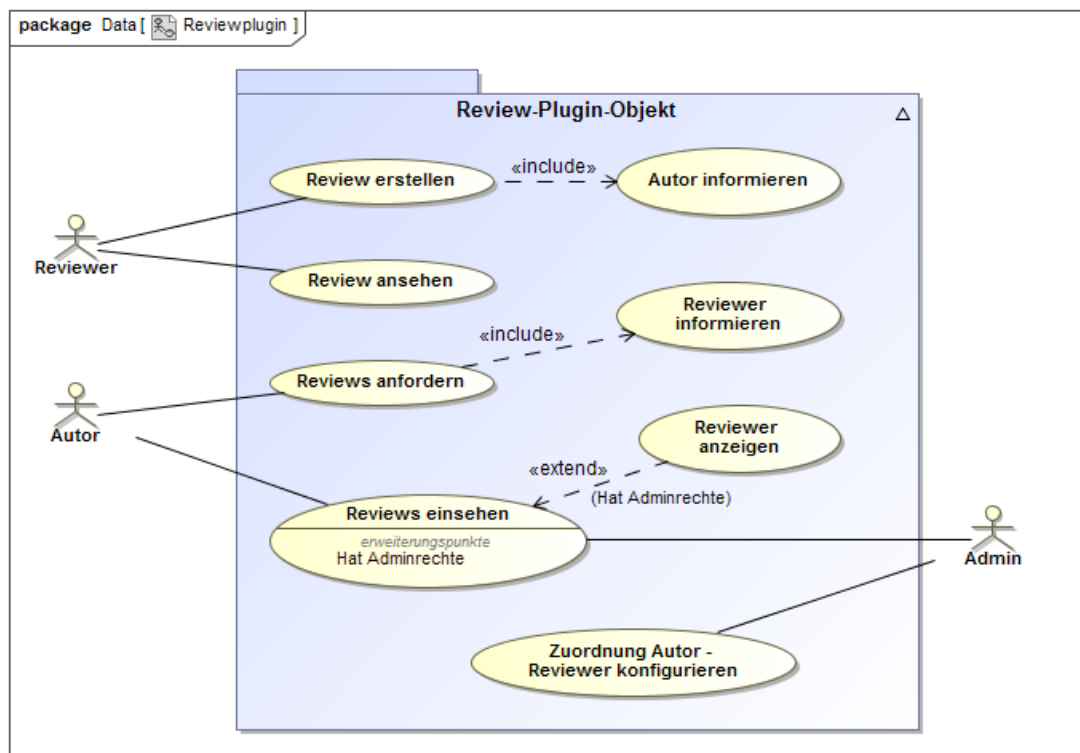 package Data [ Reviewplugin ]
Review-Plugin-Objekt
Review erstellen
«include»
Autor informieren
Reviewer
Review ansehen
Reviewer
informieren
«include»
Reviews anfordern
Autor
Reviewer
anzeigen
«extend»
(Hat Adminrechte)
Reviews einsehen
erweiterungspunkte
Hat Adminrechte
Admin
Zuordnung Autor -
Reviewer konfigurieren